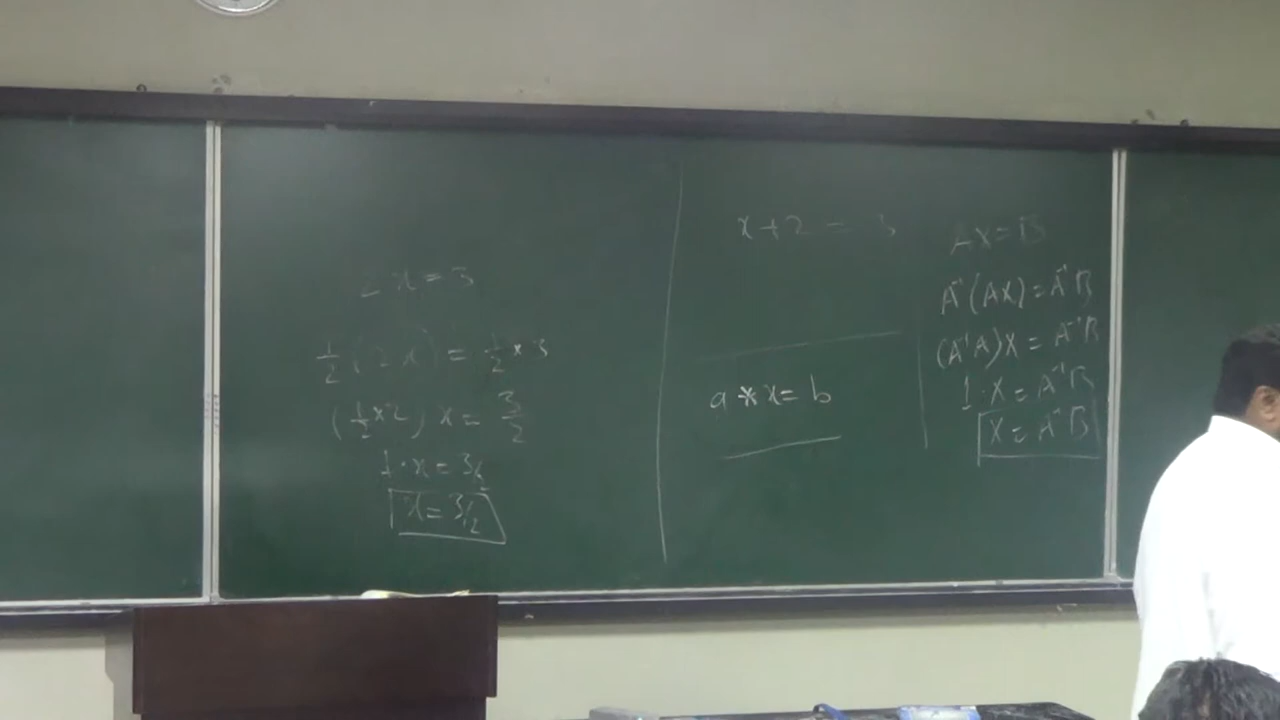 2x = 3
1/2 (2x) = 1/2 * 3
(1/2 * 2) x = 3/2
1 · x = 3/2
x = 3/2
x + 2 =
a * x = b
AX = B
A⁻¹(AX) = A⁻¹B
(A⁻¹A)X = A⁻¹B
1 · X = A⁻¹B
X = A⁻¹B